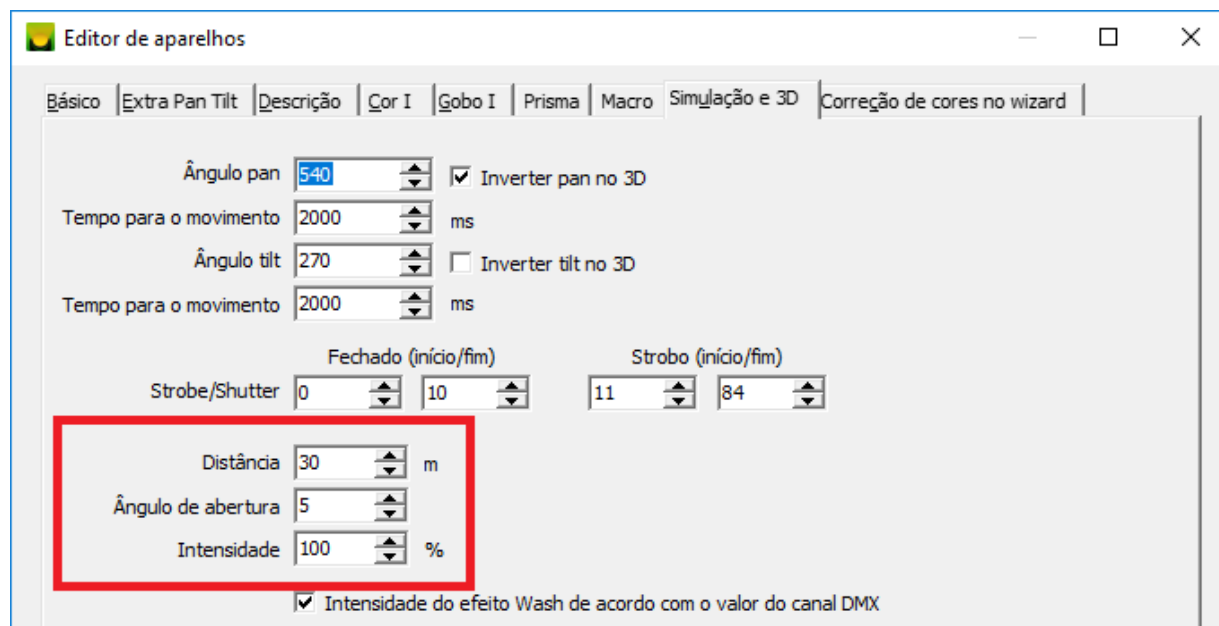 Editor de aparelhos
Básico Extra Pan Tilt Descrição Cor I Gobo I Prisma Macro Simulação e 3D Correção de cores no wizard
Ângulo pan 540 Inverter pan no 3D
Tempo para o movimento 2000 ms
Ângulo tilt 270 Inverter tilt no 3D
Tempo para o movimento 2000 ms
Fechado (início/fim) Strobo (início/fim)
Strobe/Shutter 0 10 11 84
Distância 30 m
Ângulo de abertura 5
Intensidade 100 %
Intensidade do efeito Wash de acordo com o valor do canal DMX